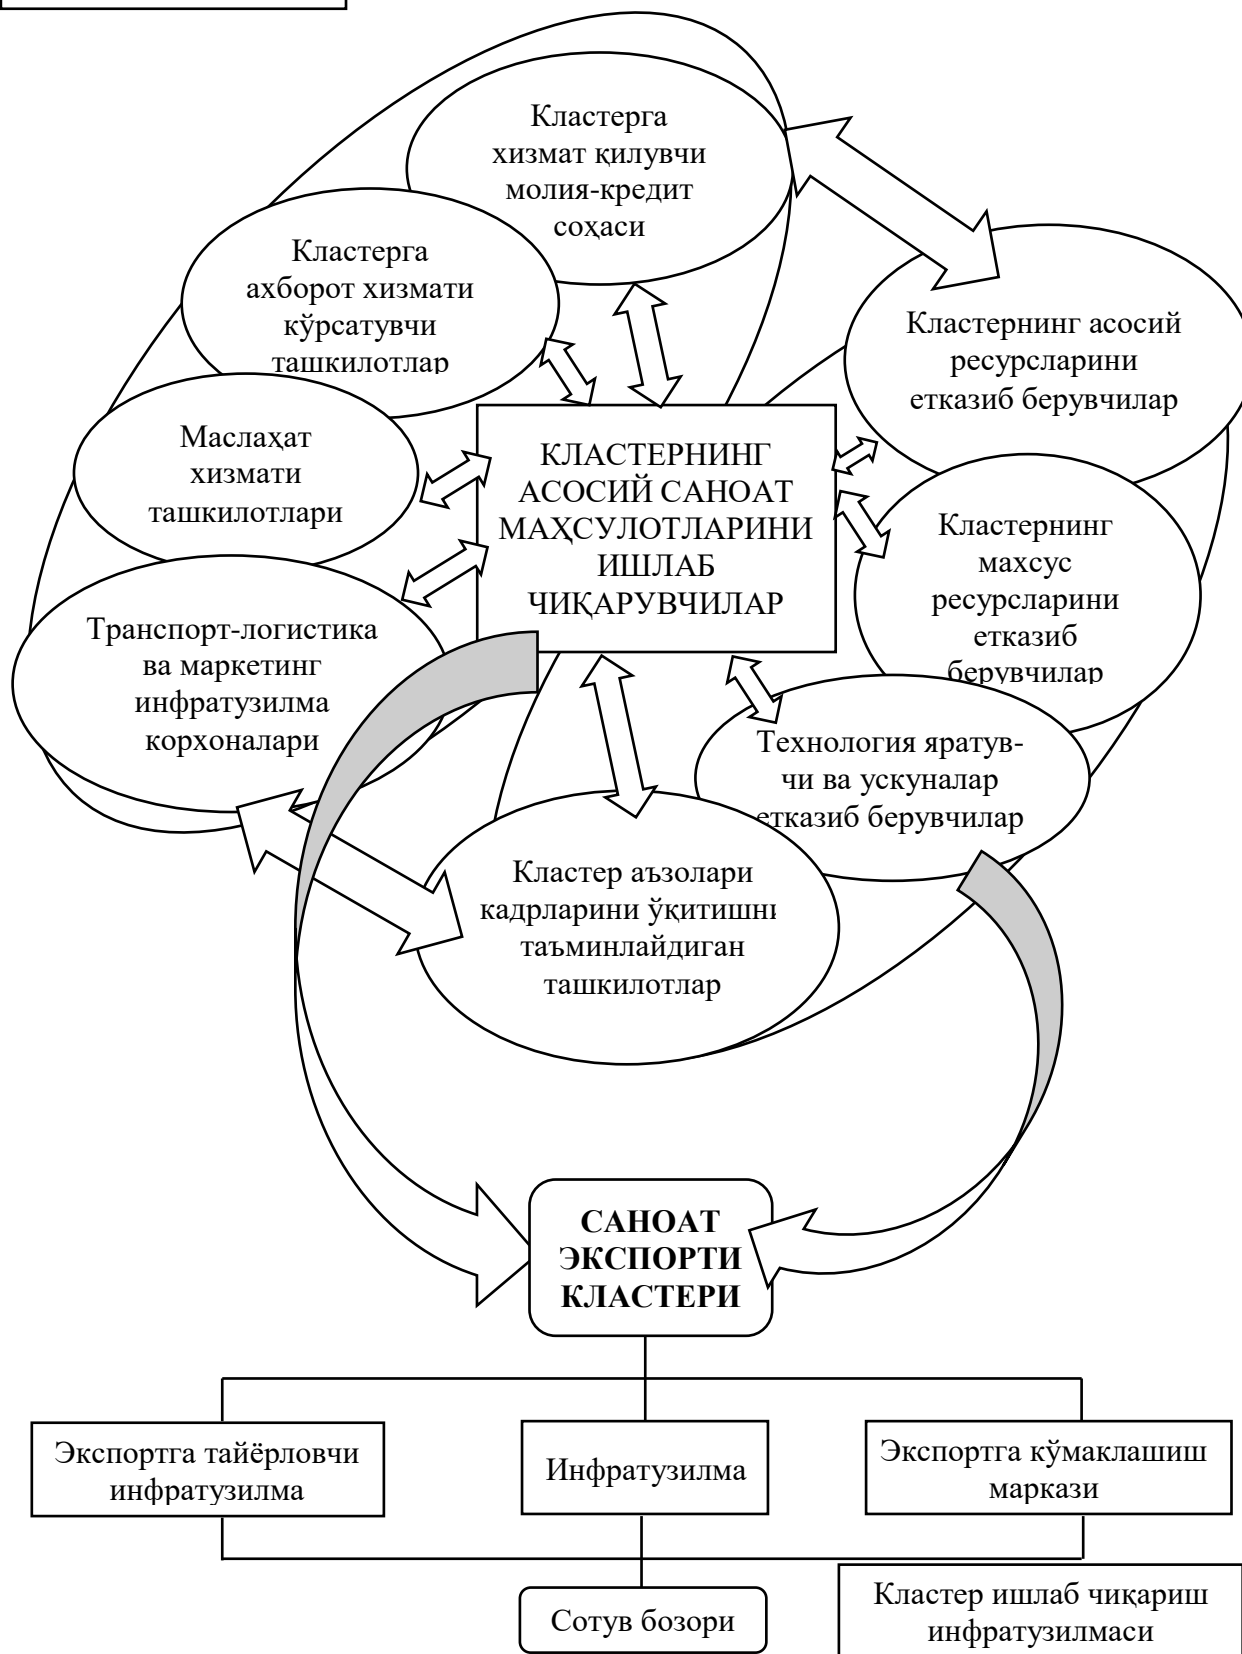 Кластерга
хизмат қилувчи
молия-кредит
соҳаси
Кластерга
ахборот хизмати
кўрсатувчи
ташкилотлар
Кластернинг асосий
ресурсларини
етказиб берувчилар
Маслаҳат
хизмати
ташкилотлари
КЛАСТЕРНИНГ
АСОСИЙ САНОАТ
МАҲСУЛОТЛАРИНИ
ИШЛАБ
ЧИҚАРУВЧИЛАР
Кластернинг
махсус
ресурсларини
етказиб
берувчилар
Транспорт-логистика
ва маркетинг
инфратузилма
корхоналари
Технология яратув-
чи ва ускуналар
етказиб берувчилар
Кластер аъзолари
кадрларини ўқитишни
таъминлайдиган
ташкилотлар
САНОАТ
ЭКСПОРТИ
КЛАСТЕРИ
Экспортга тайёрловчи
инфратузилма
Инфратузилма
Экспортга кўмаклашиш
маркази
Сотув бозори
Кластер ишлаб чиқариш
инфратузилмаси